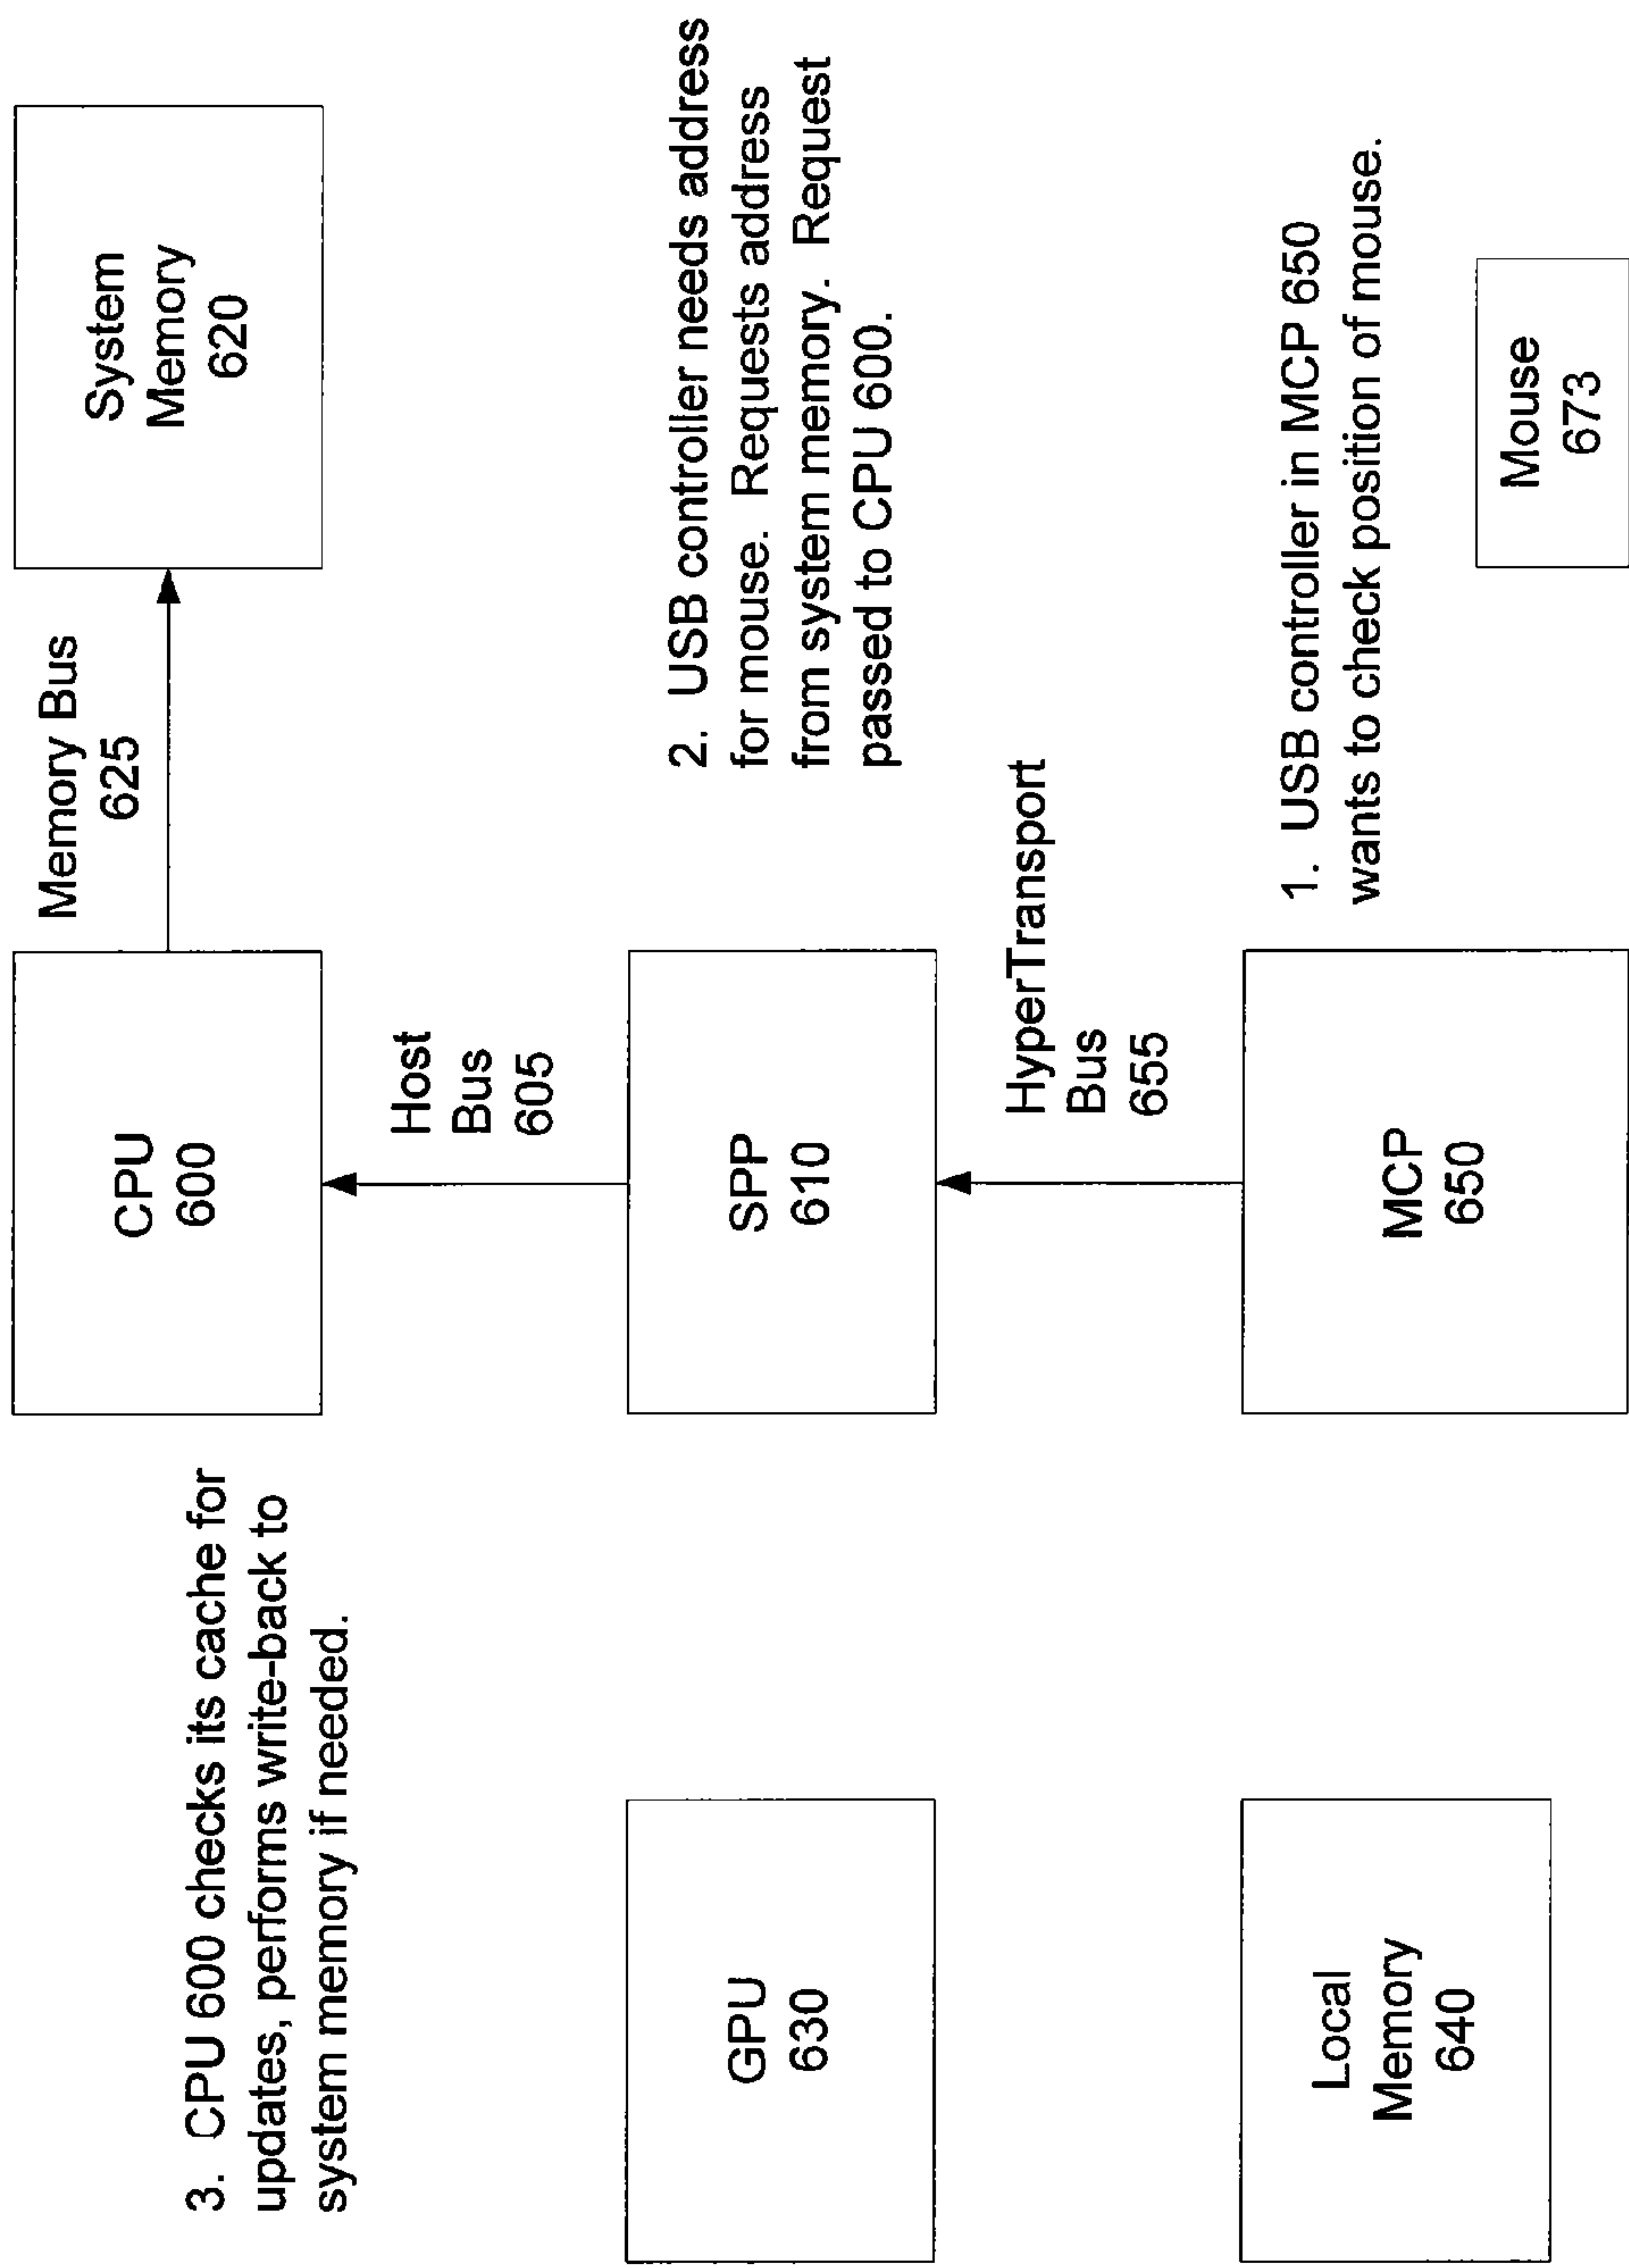 CPU
600
Memory Bus
625
System
Memory
620
3. CPU 600 checks its cache for
updates, performs write-back to
system memory if needed.
Host
Bus
605
2. USB controller needs address
for mouse. Requests address
from system memory. Request
passed to CPU 600.
GPU
630
SPP
610
HyperTransport
Bus
655
Local
Memory
640
MCP
650
1. USB controller in MCP 650
wants to check position of mouse.
Mouse
673